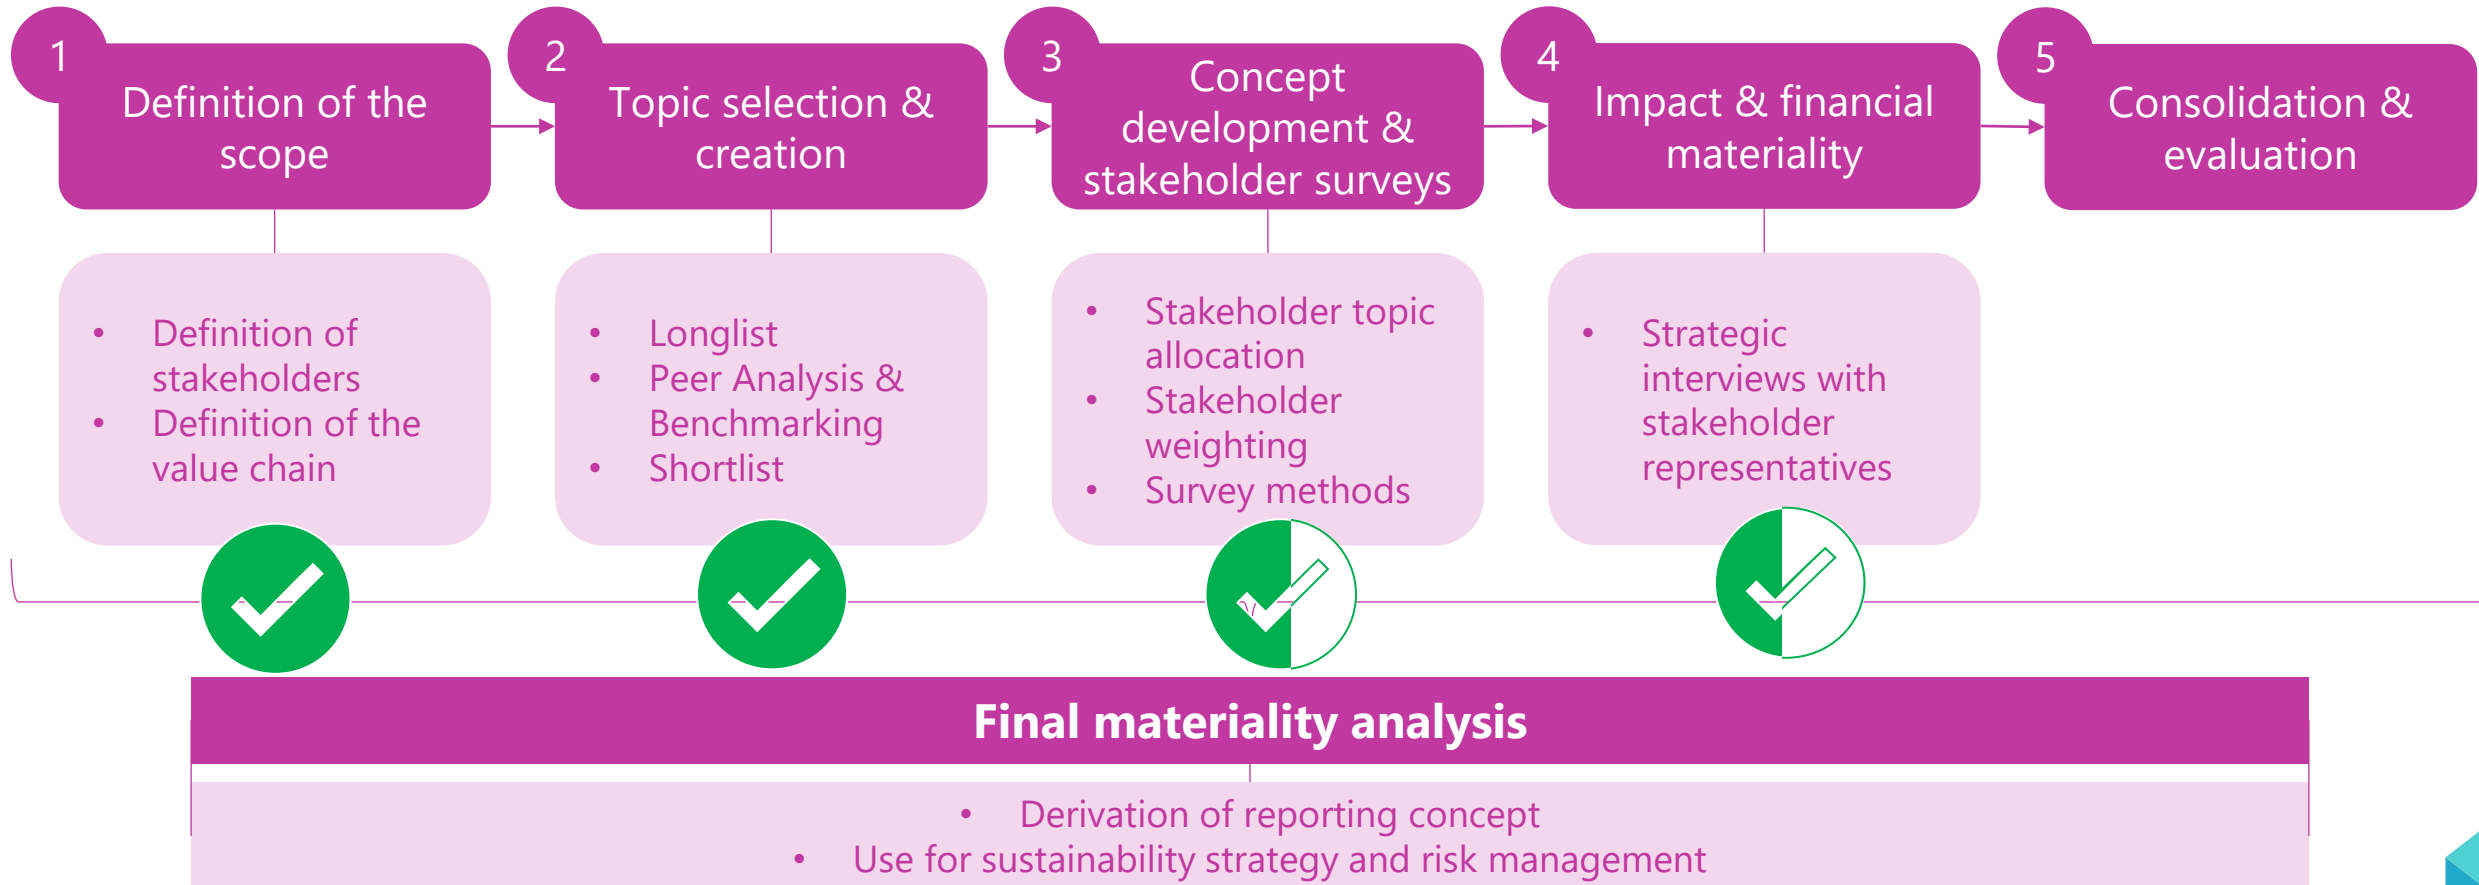 1
Definition of the
scope
2
Topic selection &
creation
3
Concept
development &
stakeholder surveys
4
Impact & financial
materiality
5
Consolidation &
evaluation
• Definition of
stakeholders
• Definition of the
value chain
• Longlist
• Peer Analysis &
Benchmarking
• Shortlist
• Stakeholder topic
allocation
• Stakeholder
weighting
• Survey methods
• Strategic
interviews with
stakeholder
representatives
Final materiality analysis
• Derivation of reporting concept
• Use for sustainability strategy and risk management